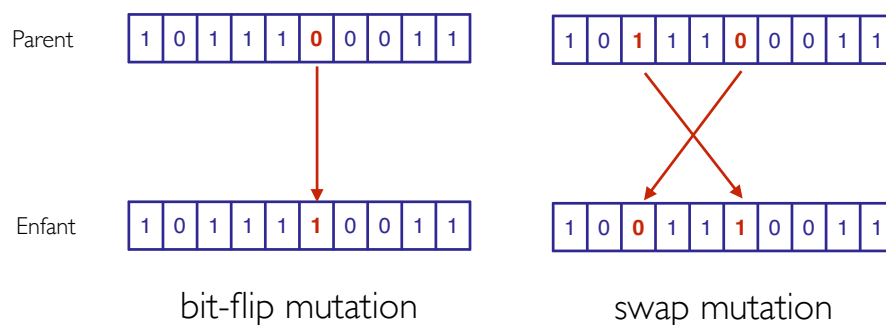 Parent 1 0 1 1 1 0 0 0 1 1 1 0 1 1 1 0 0 0 1 1
Enfant 1 0 1 1 1 1 0 0 1 1 1 0 0 1 1 1 0 0 1 1
bit-flip mutation swap mutation